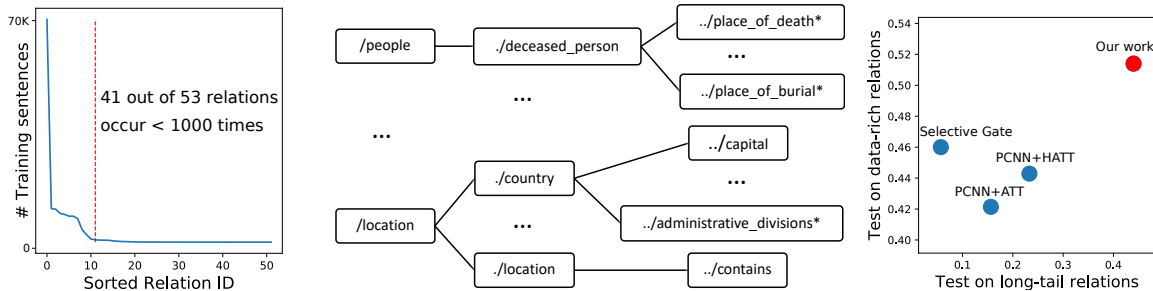 70K
0
# Training sentences
41 out of 53 relations
occur < 1000 times
0 10 20 30 40 50
Sorted Relation ID
/people
./deceased_person
../place_of_death*
...
../place_of_burial*
...
...
/location
./country
../capital
...
../administrative_divisions*
...
./location
../contains
0.54
0.52
0.50
0.48
0.46
0.44
0.42
0.40
Test on data-rich relations
Our work
Selective Gate
PCNN+HATT
PCNN+ATT
0.1 0.2 0.3 0.4
Test on long-tail relations